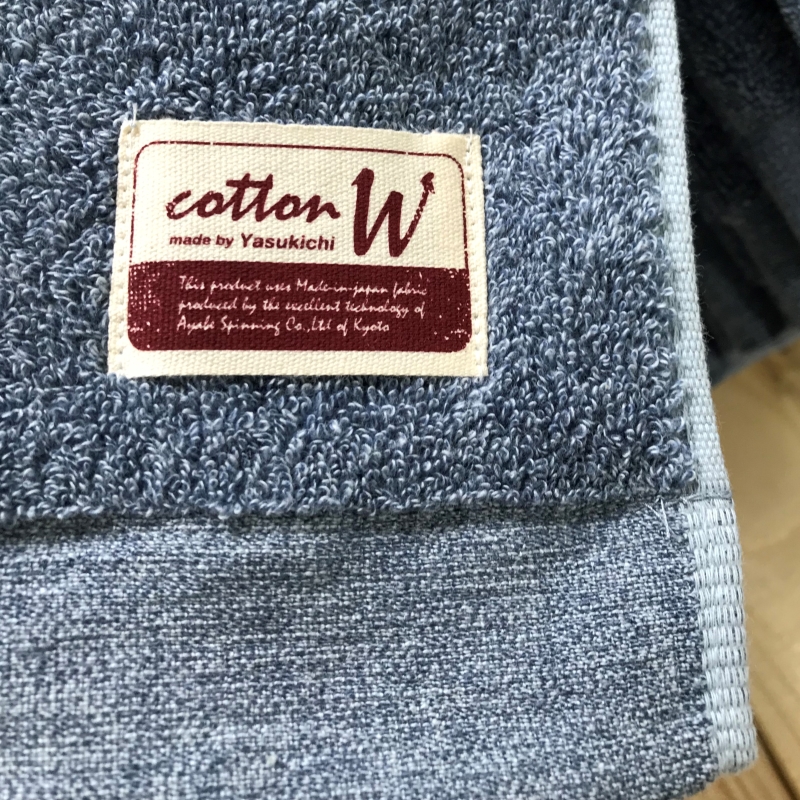 cotton W
made by Yasukichi
This product uses Made-in-japan fabric
produced by the excellent technology of
Ayabe Spinning Co.,Ltd of Kyoto